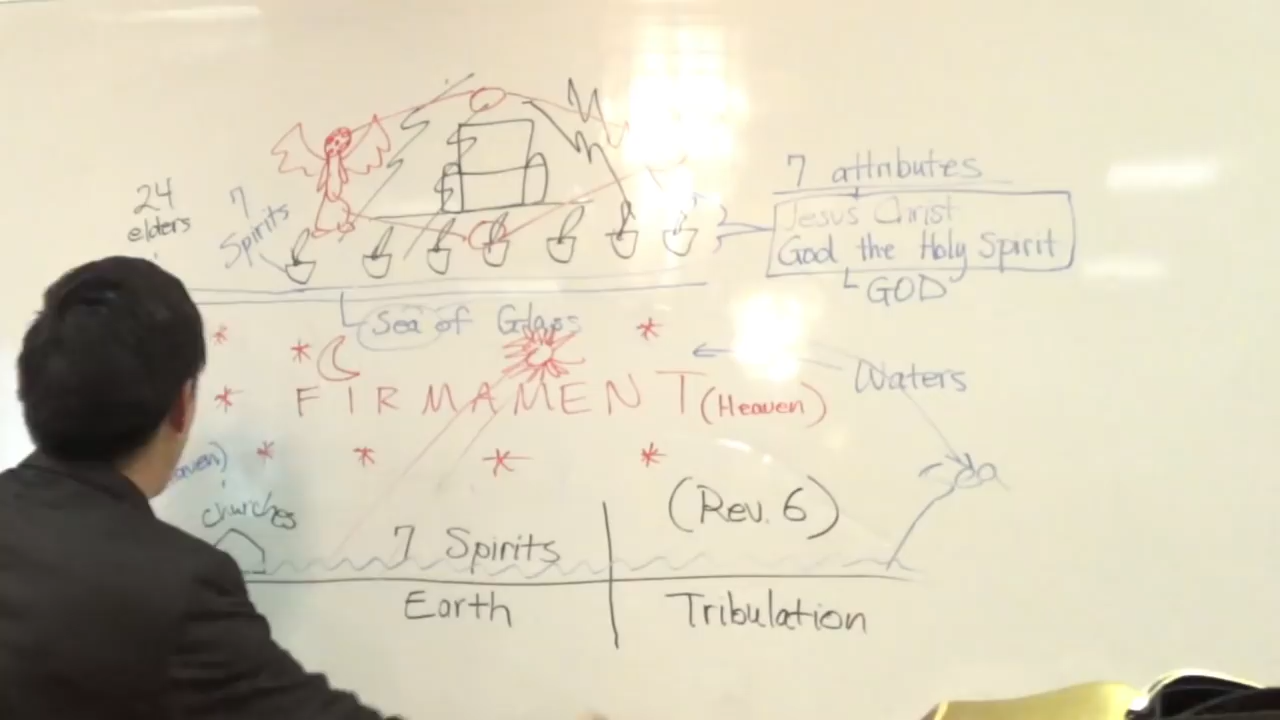 24
elders
7
Spirits
7 attributes
Jesus Christ
God the Holy Spirit
GOD
Sea of Glass
FIRMAMENT (Heaven)
Waters
churches
7 Spirits
(Rev. 6)
Earth
Tribulation